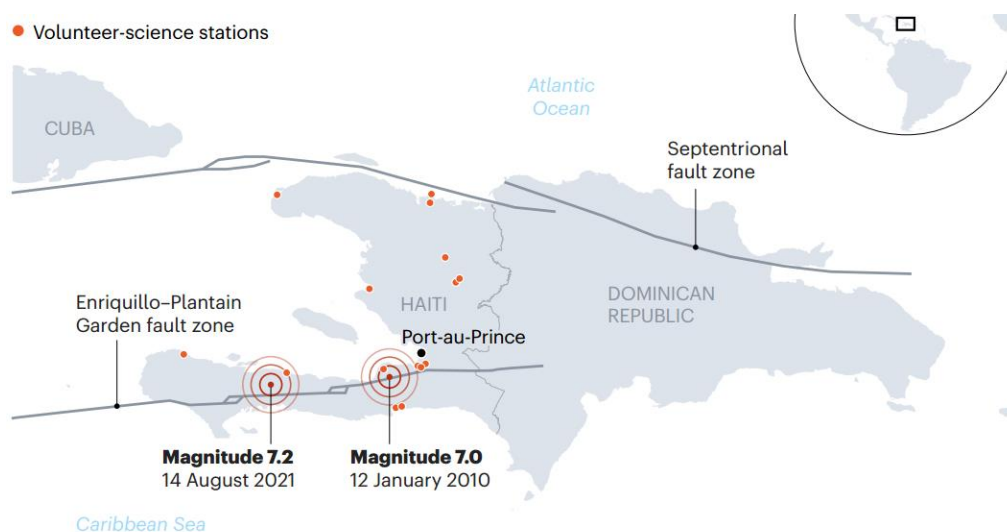 Volunteer-science stations
Atlantic
Ocean
CUBA
Septentrional
fault zone
Enriquillo–Plantain
Garden fault zone
HAITI
DOMINICAN
REPUBLIC
Port-au-Prince
Magnitude 7.2
14 August 2021
Magnitude 7.0
12 January 2010
Caribbean Sea